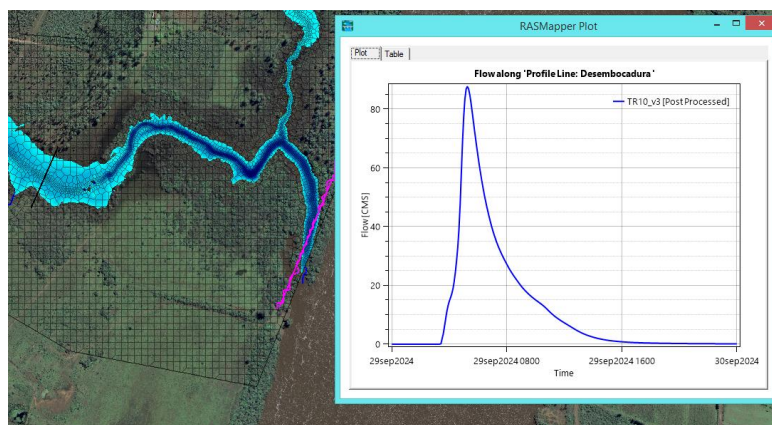 RASMapper Plot
Plot
Table
Flow along 'Profile Line: Desembocadura '
TR10_v3 [Post Processed]
Flow [CMS]
80
60
40
20
0
29sep2024
29sep2024 0800
29sep2024 1600
30sep2024
Time